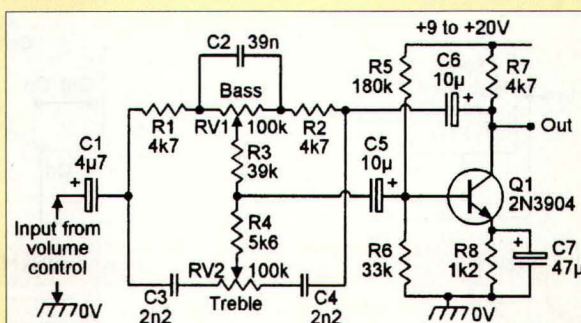 +9 to +20V
C2 39n
Bass
R1
4k7
RV1
100k
R2
4k7
R3
39k
C1
4µ7
+
Input from
volume
control
0V
R4
5k6
RV2
100k
Treble
C3
2n2
C4
2n2
C5
10µ
+
R5
180k
C6
10µ
+
R7
4k7
Out
Q1
2N3904
R6
33k
R8
1k2
+
C7
47µ
0V